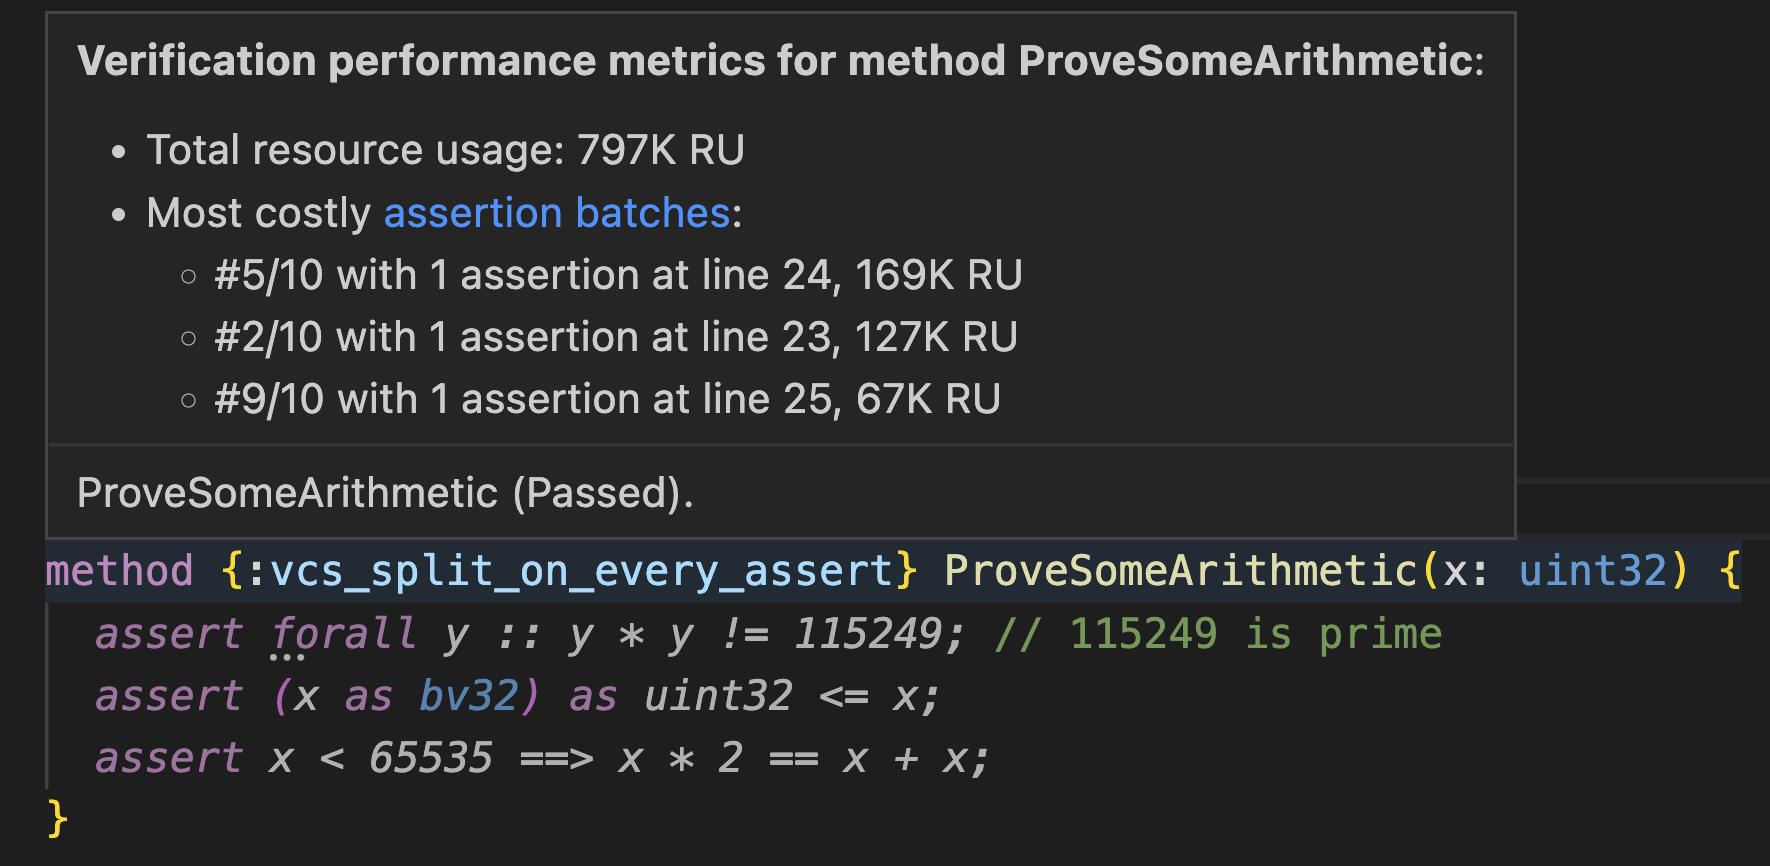 Verification performance metrics for method ProveSomeArithmetic:
• Total resource usage: 797K RU
• Most costly assertion batches:
◦ #5/10 with 1 assertion at line 24, 169K RU
◦ #2/10 with 1 assertion at line 23, 127K RU
◦ #9/10 with 1 assertion at line 25, 67K RU
ProveSomeArithmetic (Passed).
method {:vcs_split_on_every_assert} ProveSomeArithmetic(x: uint32) {
  assert forall y :: y * y != 115249; // 115249 is prime
  assert (x as bv32) as uint32 <= x;
  assert x < 65535 ==> x * 2 == x + x;
}